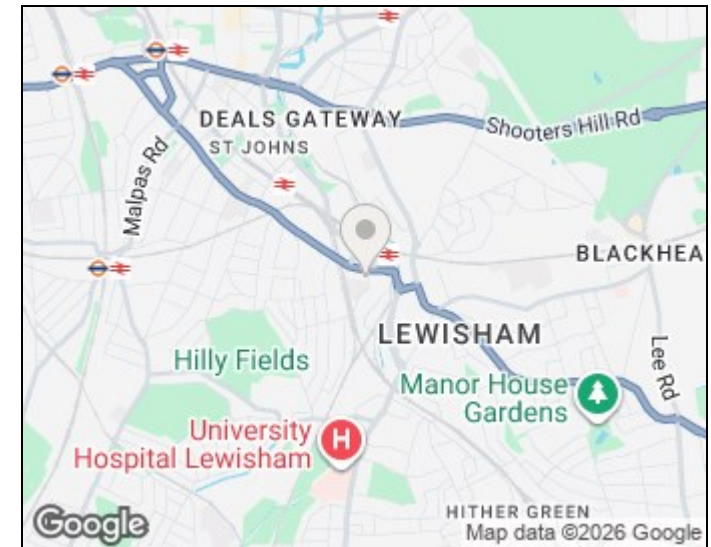 DEALS GATEWAY
ST JOHNS
Shooters Hill Rd
Malpas Rd
BLACKHEA
LEWISHAM
Lee Rd
Hilly Fields
Manor House
Gardens
University
Hospital Lewisham
H
HITHER GREEN
Google
Map data ©2026 Google